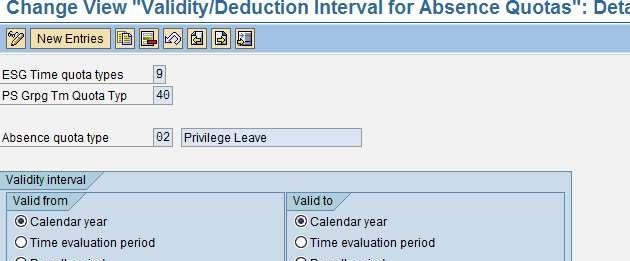 Change View "Validity/Deduction Interval for Absence Quotas": Deta
New Entries
ESG Time quota types 9
PS Grpg Tm Quota Typ 40
Absence quota type 02 Privilege Leave
Validity interval
Valid from Valid to
Calendar year Calendar year
Time evaluation period Time evaluation period